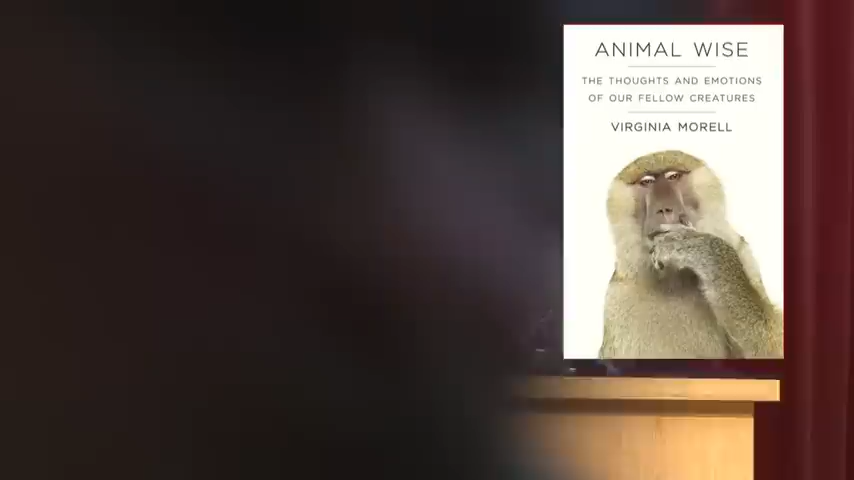 ANIMAL WISE
THE THOUGHTS AND EMOTIONS
OF OUR FELLOW CREATURES
VIRGINIA MORELL